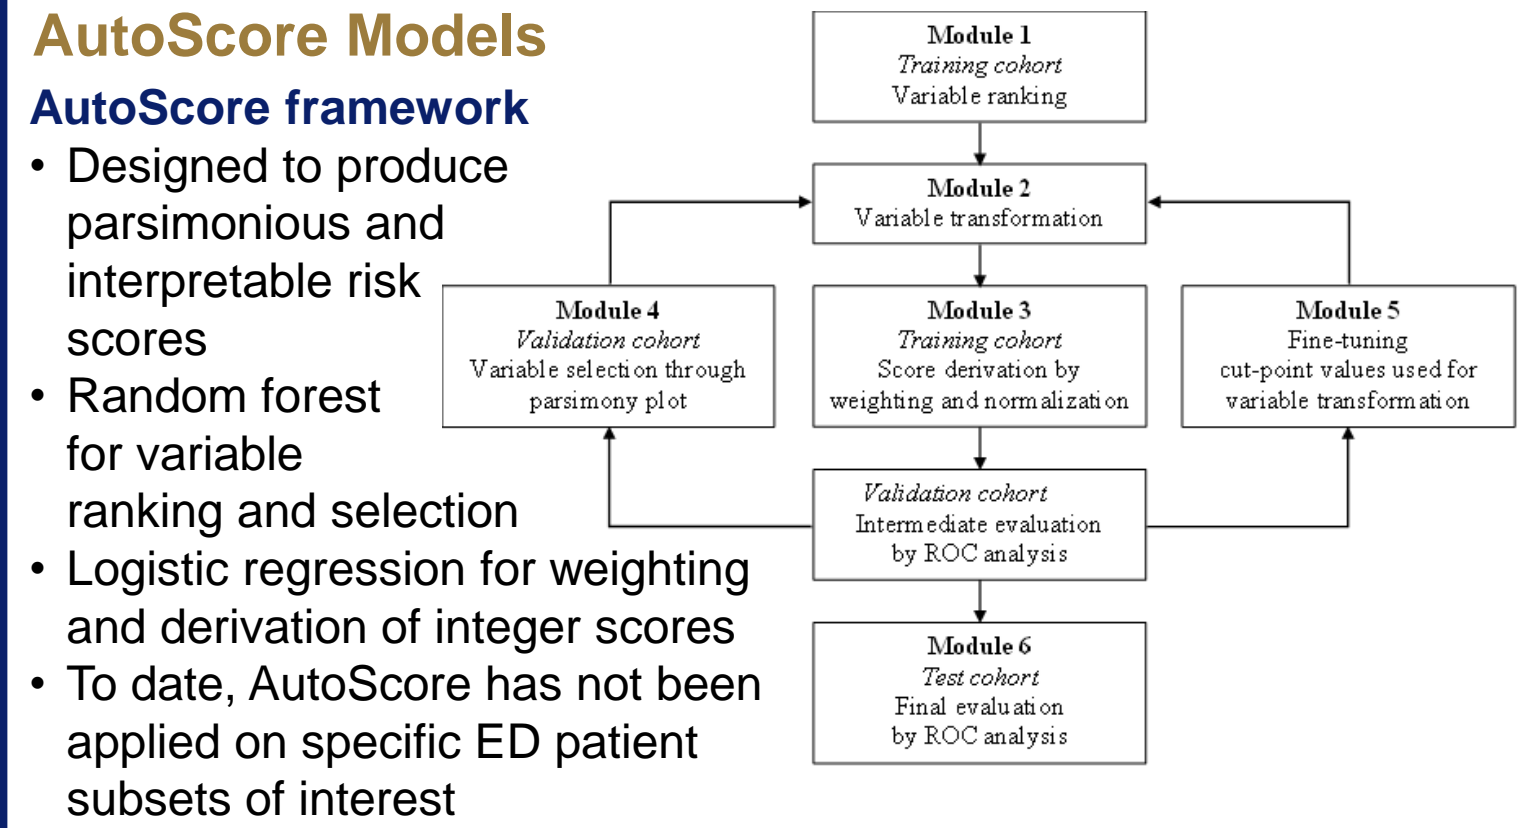 AutoScore Models
AutoScore framework
• Designed to produce
parsimonious and
interpretable risk
scores
• Random forest
for variable
ranking and selection
• Logistic regression for weighting
and derivation of integer scores
• To date, AutoScore has not been
applied on specific ED patient
subsets of interest
Module 1
Training cohort
Variable ranking
Module 2
Variable transformation
Module 4
Validation cohort
Variable selection through
parsimony plot
Module 3
Training cohort
Score derivation by
weighting and normalization
Module 5
Fine-tuning
cut-point values used for
variable transformation
Validation cohort
Intermediate evaluation
by ROC analysis
Module 6
Test cohort
Final evaluation
by ROC analysis